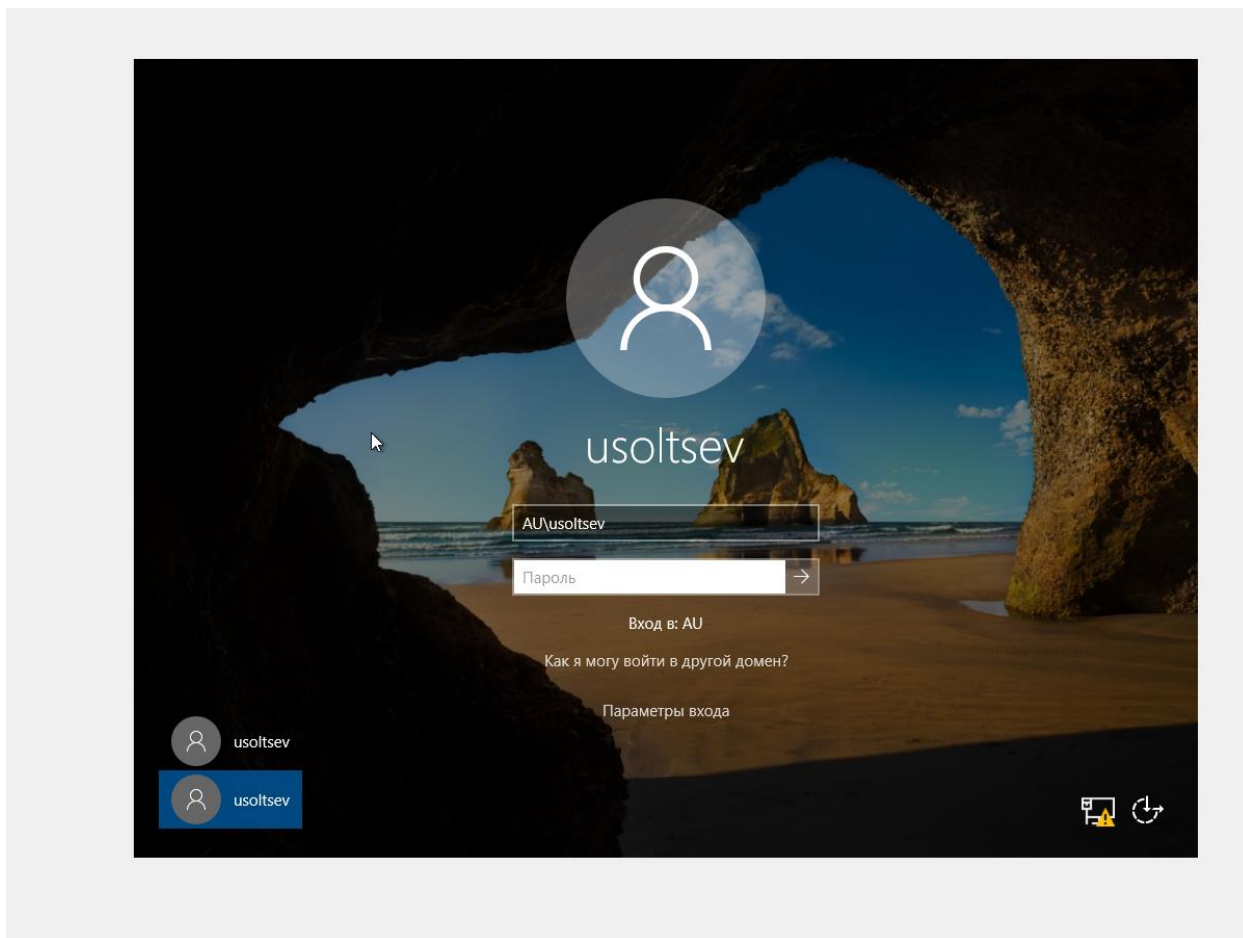 usoltsev
AU\usoltsev
Пароль
Вход в: AU
Как я могу войти в другой домен?
Параметры входа
usoltsev
usoltsev